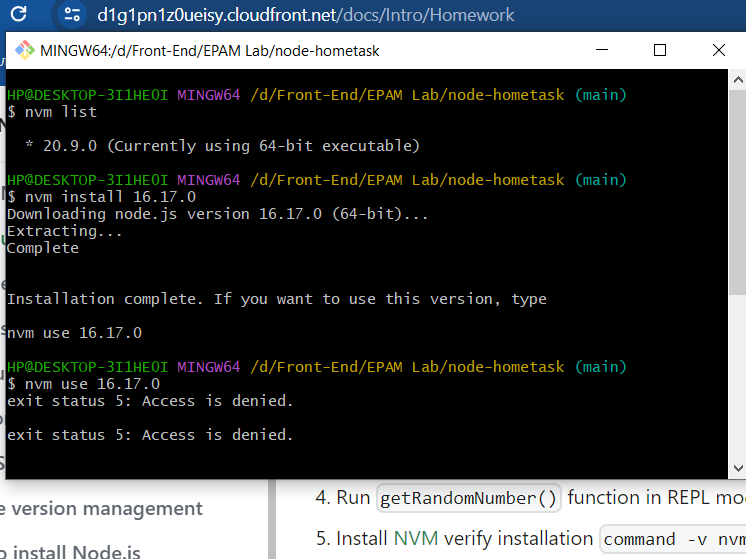 d1g1pn1z0ueisy.cloudfront.net/docs/Intro/Homework
MINGW64:/d/Front-End/EPAM Lab/node-hometask
HP@DESKTOP-3I1HEOI MINGW64 /d/Front-End/EPAM Lab/node-hometask (main)
$ nvm list
* 20.9.0 (Currently using 64-bit executable)
HP@DESKTOP-3I1HEOI MINGW64 /d/Front-End/EPAM Lab/node-hometask (main)
$ nvm install 16.17.0
Downloading node.js version 16.17.0 (64-bit)...
Extracting...
Complete
Installation complete. If you want to use this version, type
nvm use 16.17.0
HP@DESKTOP-3I1HEOI MINGW64 /d/Front-End/EPAM Lab/node-hometask (main)
$ nvm use 16.17.0
exit status 5: Access is denied.
exit status 5: Access is denied.
4. Run getRandomNumber() function in REPL mo
e version management
5. Install NVM verify installation command -v nvm
o install Node.js